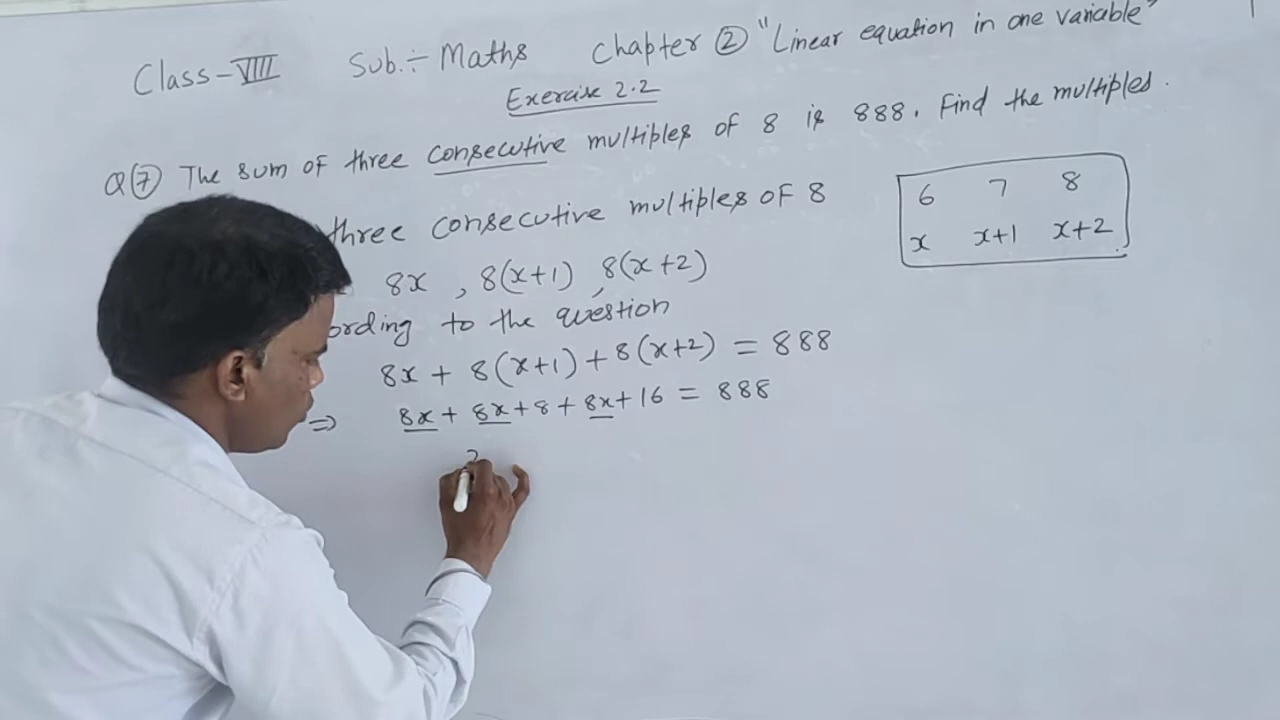 Class-VIII Sub.÷ Maths Chapter ② "Linear equation in one variable"
Exercise 2.2
Q⑦ The sum of three consecutive multiples of 8 is 888. Find the multiples.
three consecutive multiples of 8
6 7 8
x x+1 x+2
8x , 8(x+1) , 8(x+2)
ording to the question
8x + 8(x+1) + 8(x+2) = 888
⇒ 8x + 8x + 8 + 8x + 16 = 888
2